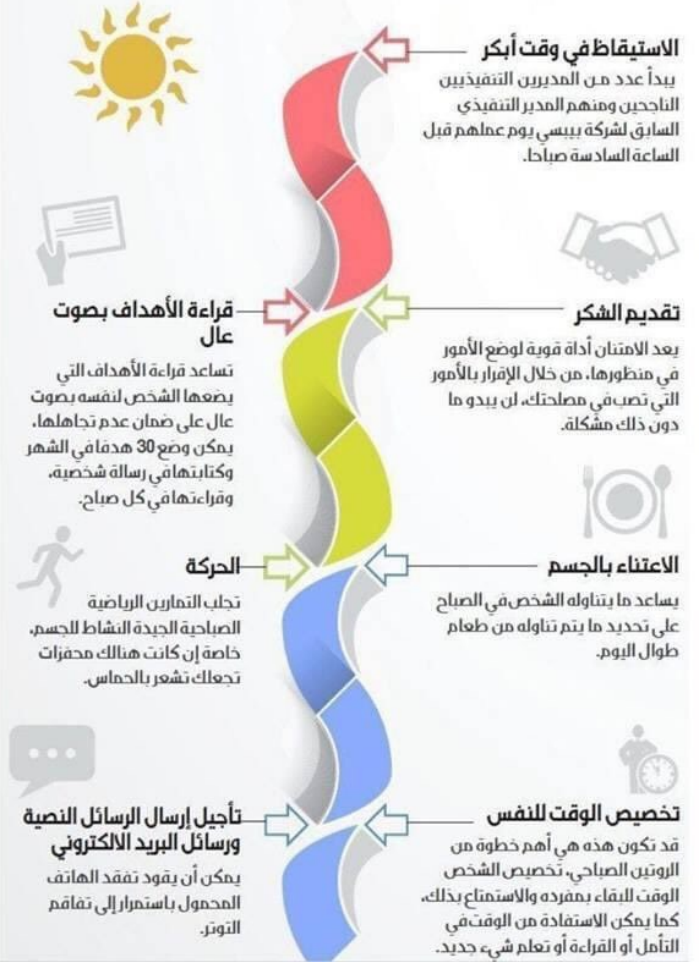 الاستيقاظ في وقت أبكر
يبدأ عدد من المديرين التنفيذيين
الناجحين ومنهم المدير التنفيذي
السابق لشركة بيبسي يوم عملهم قبل
الساعة السادسة صباحا.
قراءة الأهداف بصوت
عال
تساعد قراءة الأهداف التي
يضعها الشخص لنفسه بصوت
عال على ضمان عدم تجاهلها،
يمكن وضع 30 هدفا في الشهر
وكتابتها في رسالة شخصية،
وقراءتها في كل صباح.
تقديم الشكر
يعد الامتنان أداة قوية لوضع الأمور
في منظورها، من خلال الإقرار بالأمور
التي تصب في مصلحتك، لن يبدو ما
دون ذلك مشكلة.
الحركة
تجلب التمارين الرياضية
الصباحية الجيدة النشاط للجسم،
خاصة إن كانت هنالك محفزات
تجعلك تشعر بالحماس.
الاعتناء بالجسم
يساعد ما يتناوله الشخص في الصباح
على تحديد ما يتم تناوله من طعام
طوال اليوم.
تأجيل إرسال الرسائل النصية
ورسائل البريد الالكتروني
يمكن أن يقود تفقد الهاتف
المحمول باستمرار إلى تفاقم
التوتر.
تخصيص الوقت للنفس
قد تكون هذه هي أهم خطوة من
الروتين الصباحي، تخصيص الشخص
الوقت للبقاء بمفرده والاستمتاع بذلك،
كما يمكن الاستفادة من الوقت في
التأمل أو القراءة أو تعلم شيء جديد.